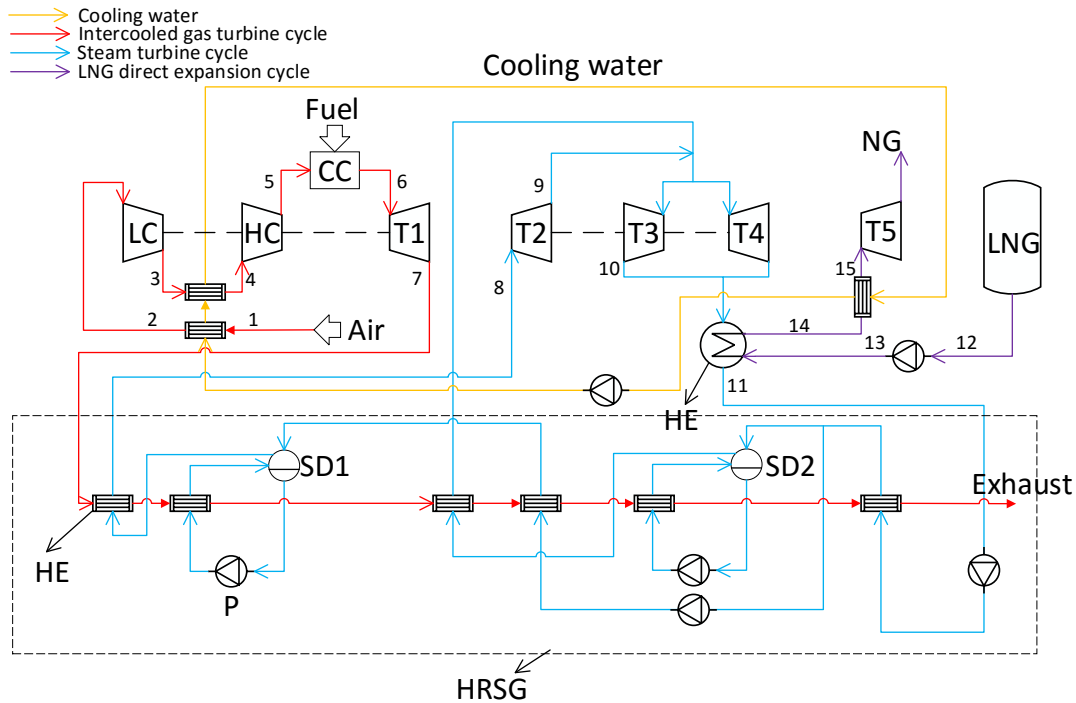 Cooling water
Intercooled gas turbine cycle
Steam turbine cycle
LNG direct expansion cycle
Cooling water
Fuel
CC
5
6
9
NG
LC
HC
T1
T2
T3
T4
T5
LNG
3
4
7
8
10
15
2
1
Air
14
13
12
11
HE
SD1
SD2
Exhaust
HE
P
HRSG